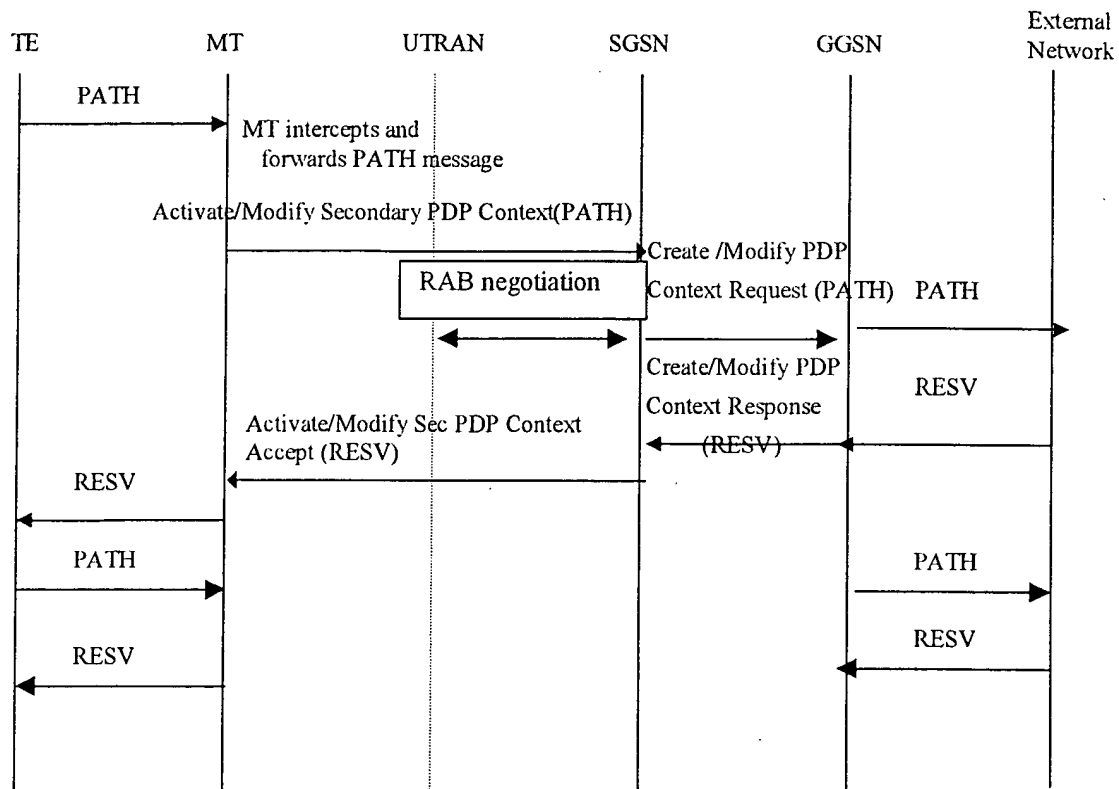 External
Network
TE
MT
UTRAN
SGSN
GGSN
PATH
MT intercepts and
forwards PATH message
Activate/Modify Secondary PDP Context(PATH)
Create /Modify PDP
Context Request (PATH)
RAB negotiation
PATH
Create/Modify PDP
Context Response
(RESV)
RESV
Activate/Modify Sec PDP Context
Accept (RESV)
RESV
PATH
PATH
RESV
RESV